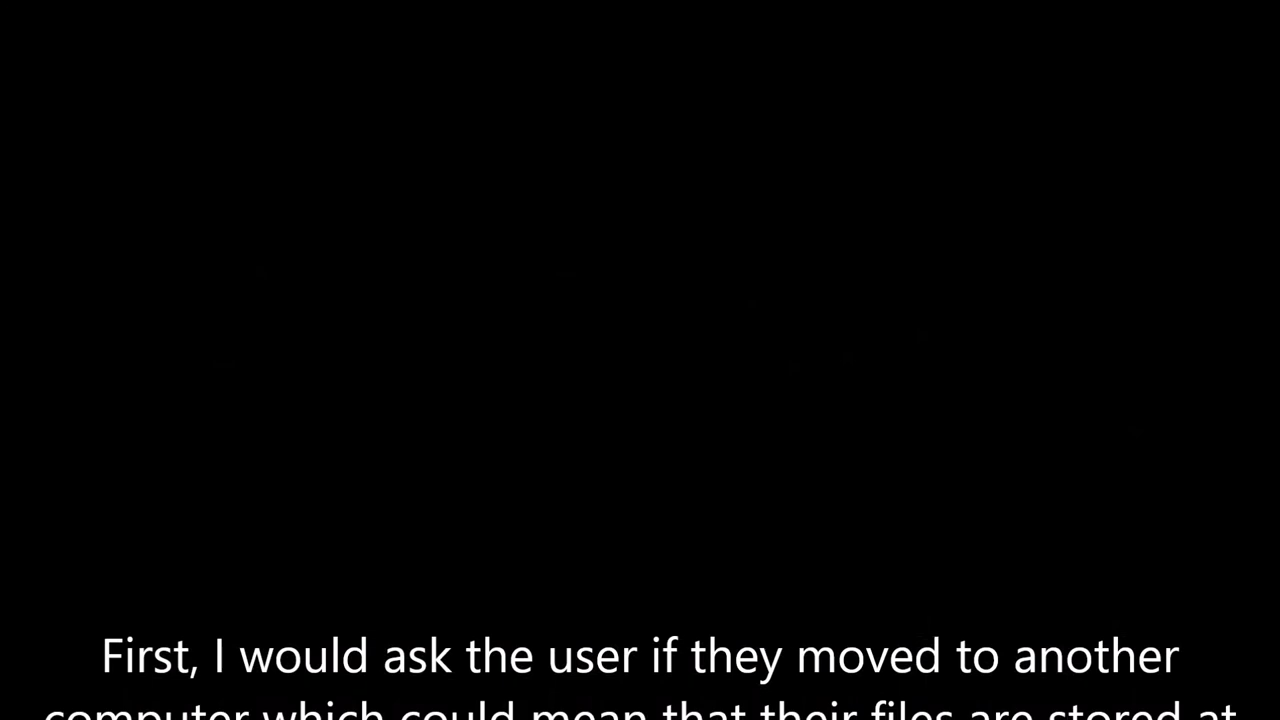 First, I would ask the user if they moved to another
computer which could mean that their files are stored at